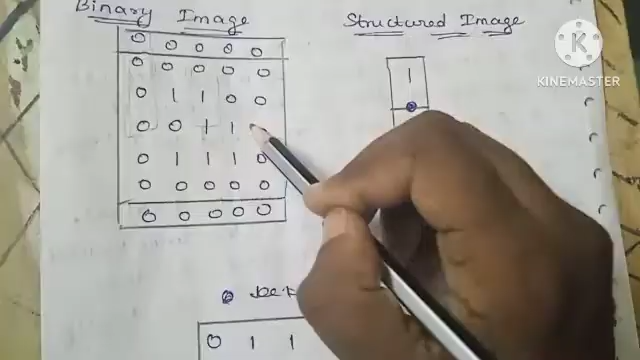 Binary Image
Structured Image
0 0 0 0 0
0 0 0 0 0
0 1 1 0 0
0 0 1 1
0 1 1 1 0
0 0 0 0 0
0 0 0 0 0
1
KINEMASTER
0 1 1